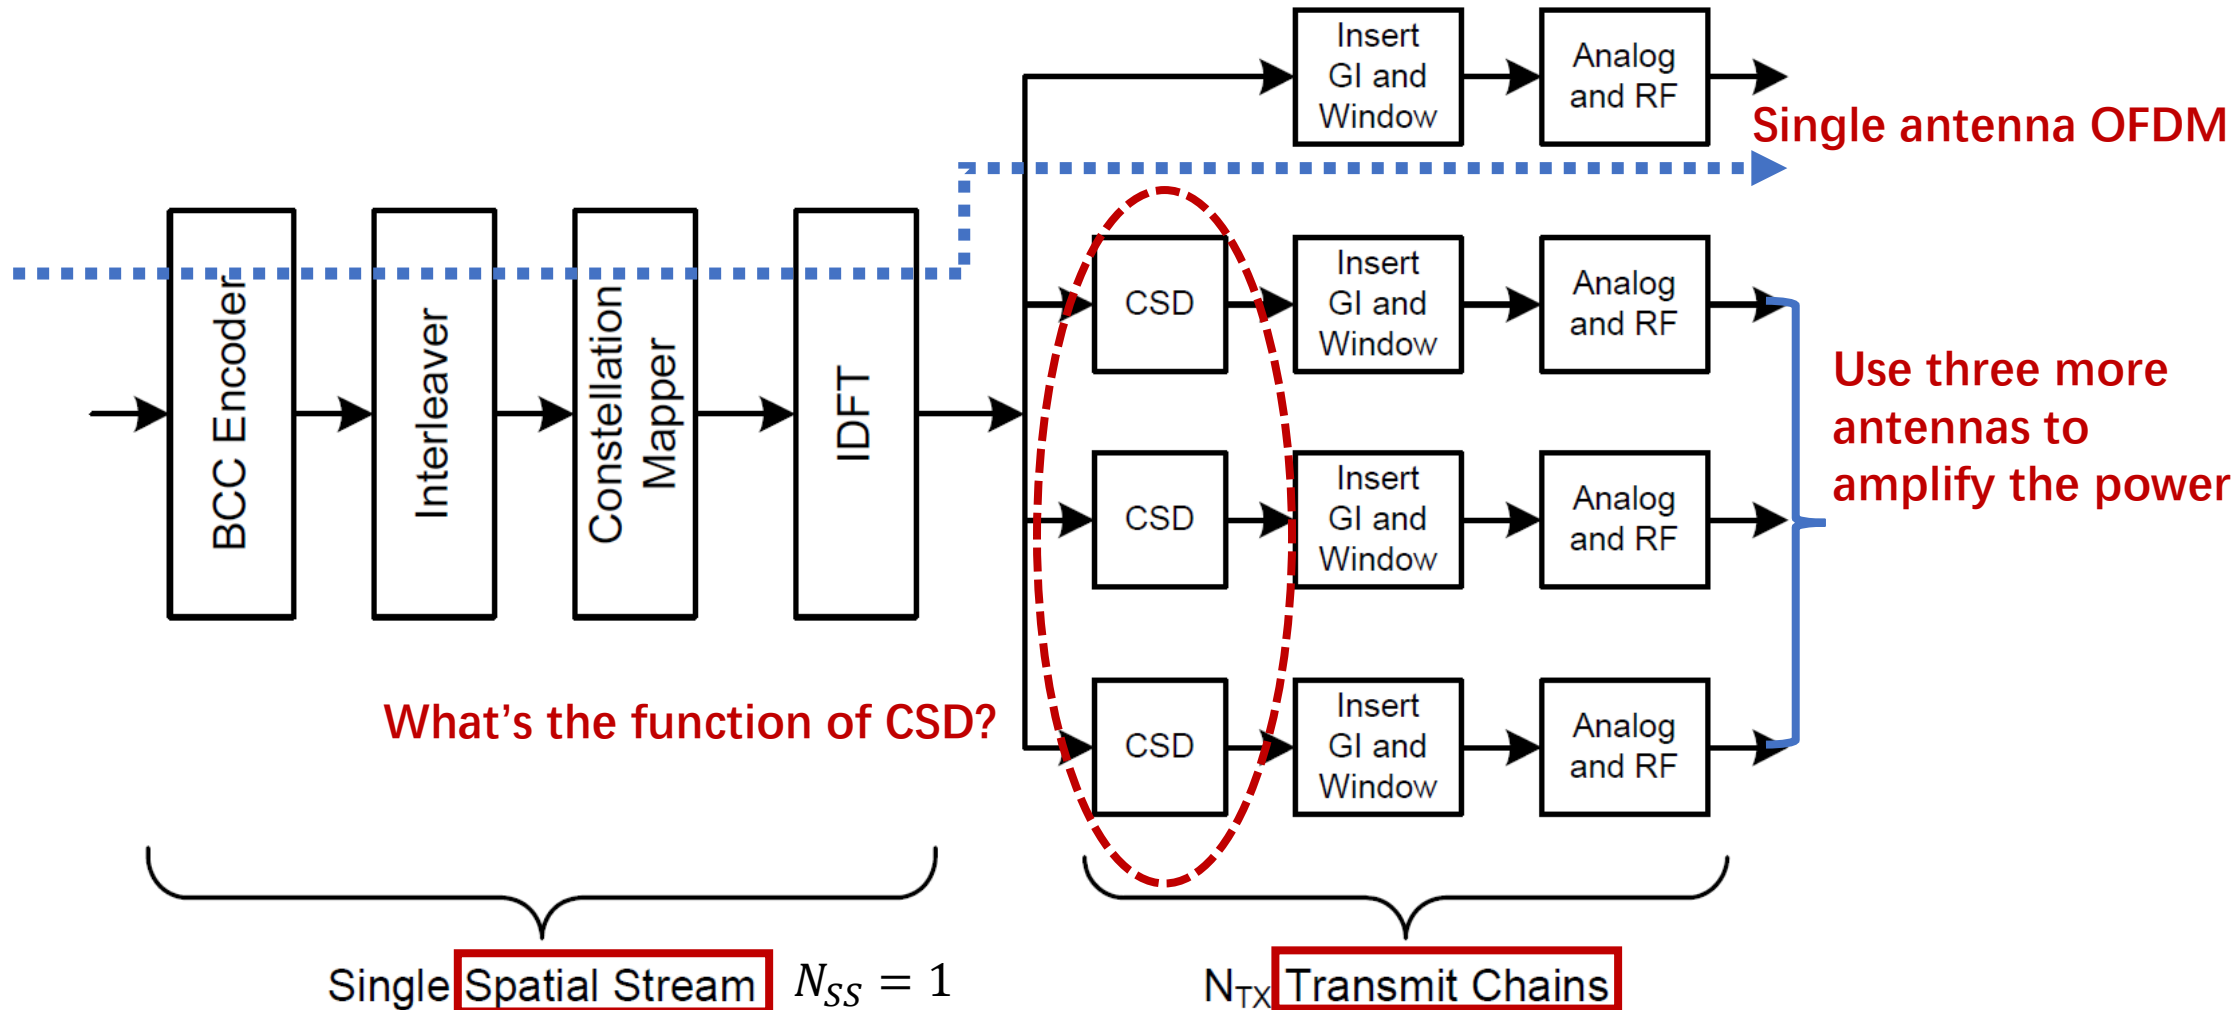 Insert
GI and
Window
Analog
and RF
Single antenna OFDM
BCC Encoder
Interleaver
Constellation
Mapper
IDFT
CSD
Insert
GI and
Window
Analog
and RF
Use three more
antennas to
amplify the power
CSD
Insert
GI and
Window
Analog
and RF
What's the function of CSD?
CSD
Insert
GI and
Window
Analog
and RF
Single Spatial Stream N_SS = 1
N_TX Transmit Chains